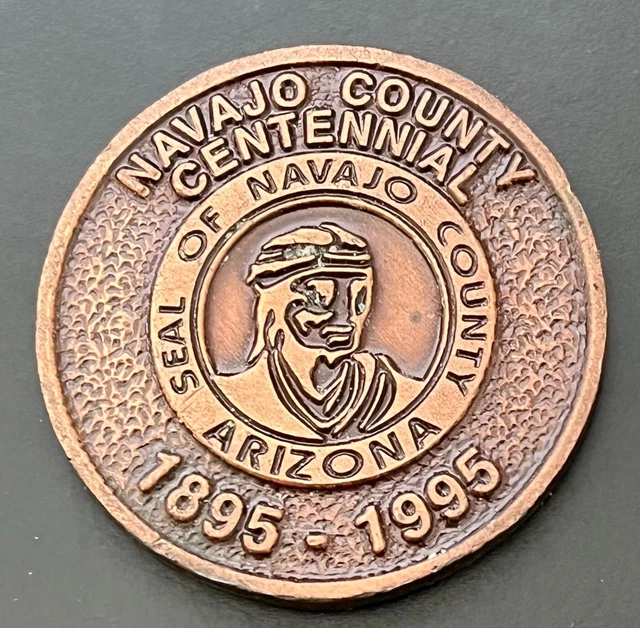 NAVAJO COUNTY
CENTENNIAL
SEAL OF NAVAJO COUNTY
ARIZONA
1895 - 1995